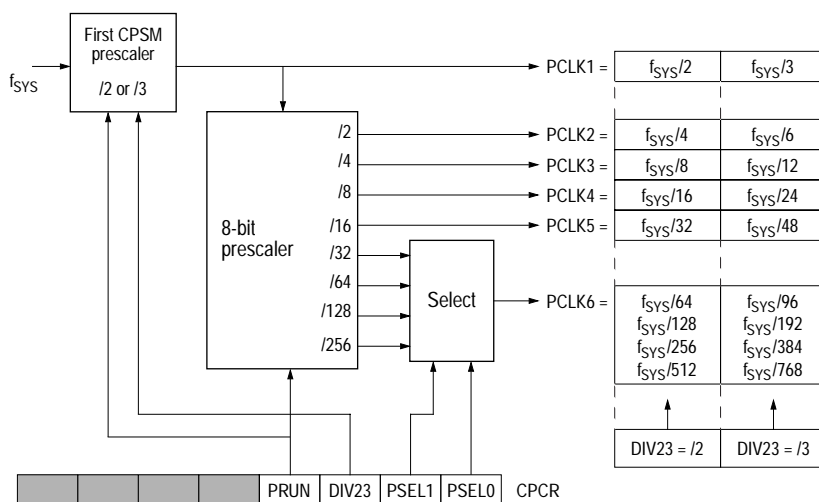 First CPSM
prescaler
/2 or /3
fSYS
PCLK1 = fSYS/2 fSYS/3
8-bit
prescaler
/2 PCLK2 = fSYS/4 fSYS/6
/4 PCLK3 = fSYS/8 fSYS/12
/8 PCLK4 = fSYS/16 fSYS/24
/16 PCLK5 = fSYS/32 fSYS/48
/32
/64
/128
/256
Select
PCLK6 = fSYS/64 fSYS/96
fSYS/128 fSYS/192
fSYS/256 fSYS/384
fSYS/512 fSYS/768
DIV23 = /2 DIV23 = /3
PRUN DIV23 PSEL1 PSEL0 CPCR